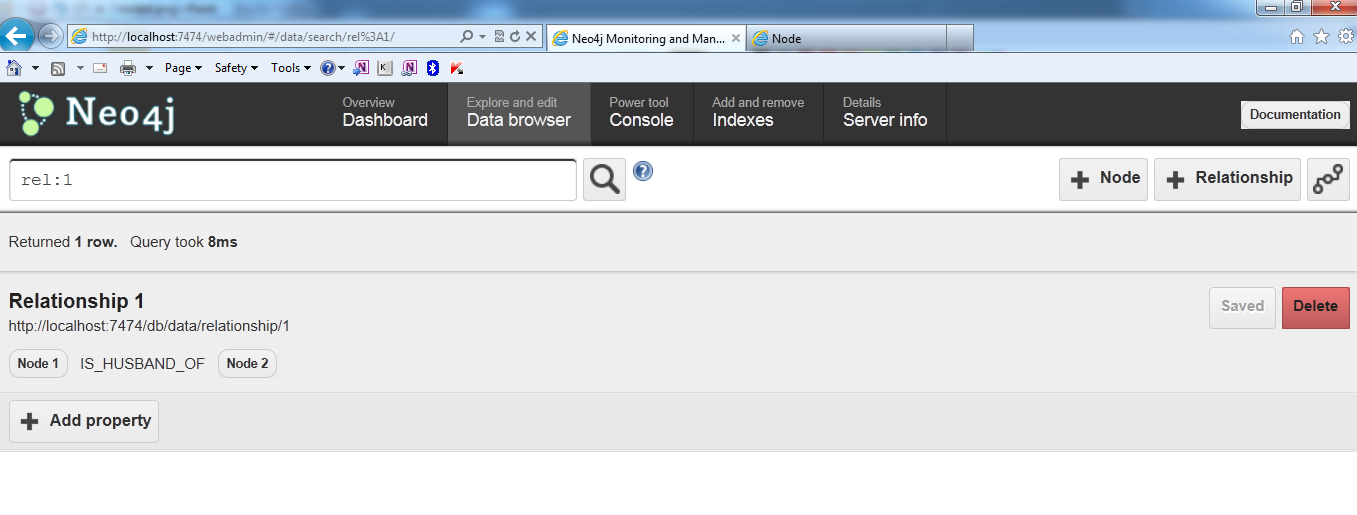 http://localhost:7474/webadmin/#/data/search/rel%3A1/
Neo4j Monitoring and Man...
Node
Page
Safety
Tools
Neo4j
Overview
Dashboard
Explore and edit
Data browser
Power tool
Console
Add and remove
Indexes
Details
Server info
Documentation
rel:1
Node
Relationship
Returned 1 row. Query took 8ms
Relationship 1
http://localhost:7474/db/data/relationship/1
Saved
Delete
Node 1 IS_HUSBAND_OF Node 2
Add property